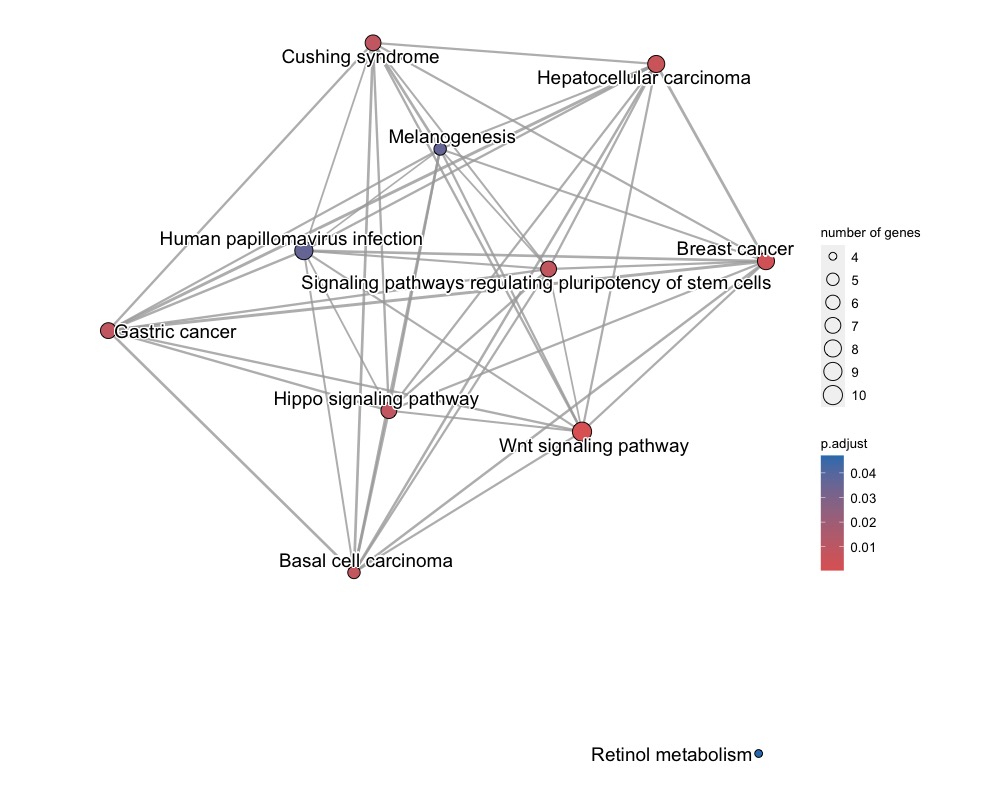 Cushing syndrome
Hepatocellular carcinoma
Melanogenesis
Human papillomavirus infection
Breast cancer
Signaling pathways regulating pluripotency of stem cells
Gastric cancer
Hippo signaling pathway
Wnt signaling pathway
Basal cell carcinoma
Retinol metabolism
number of genes
4
5
6
7
8
9
10
p.adjust
0.04
0.03
0.02
0.01